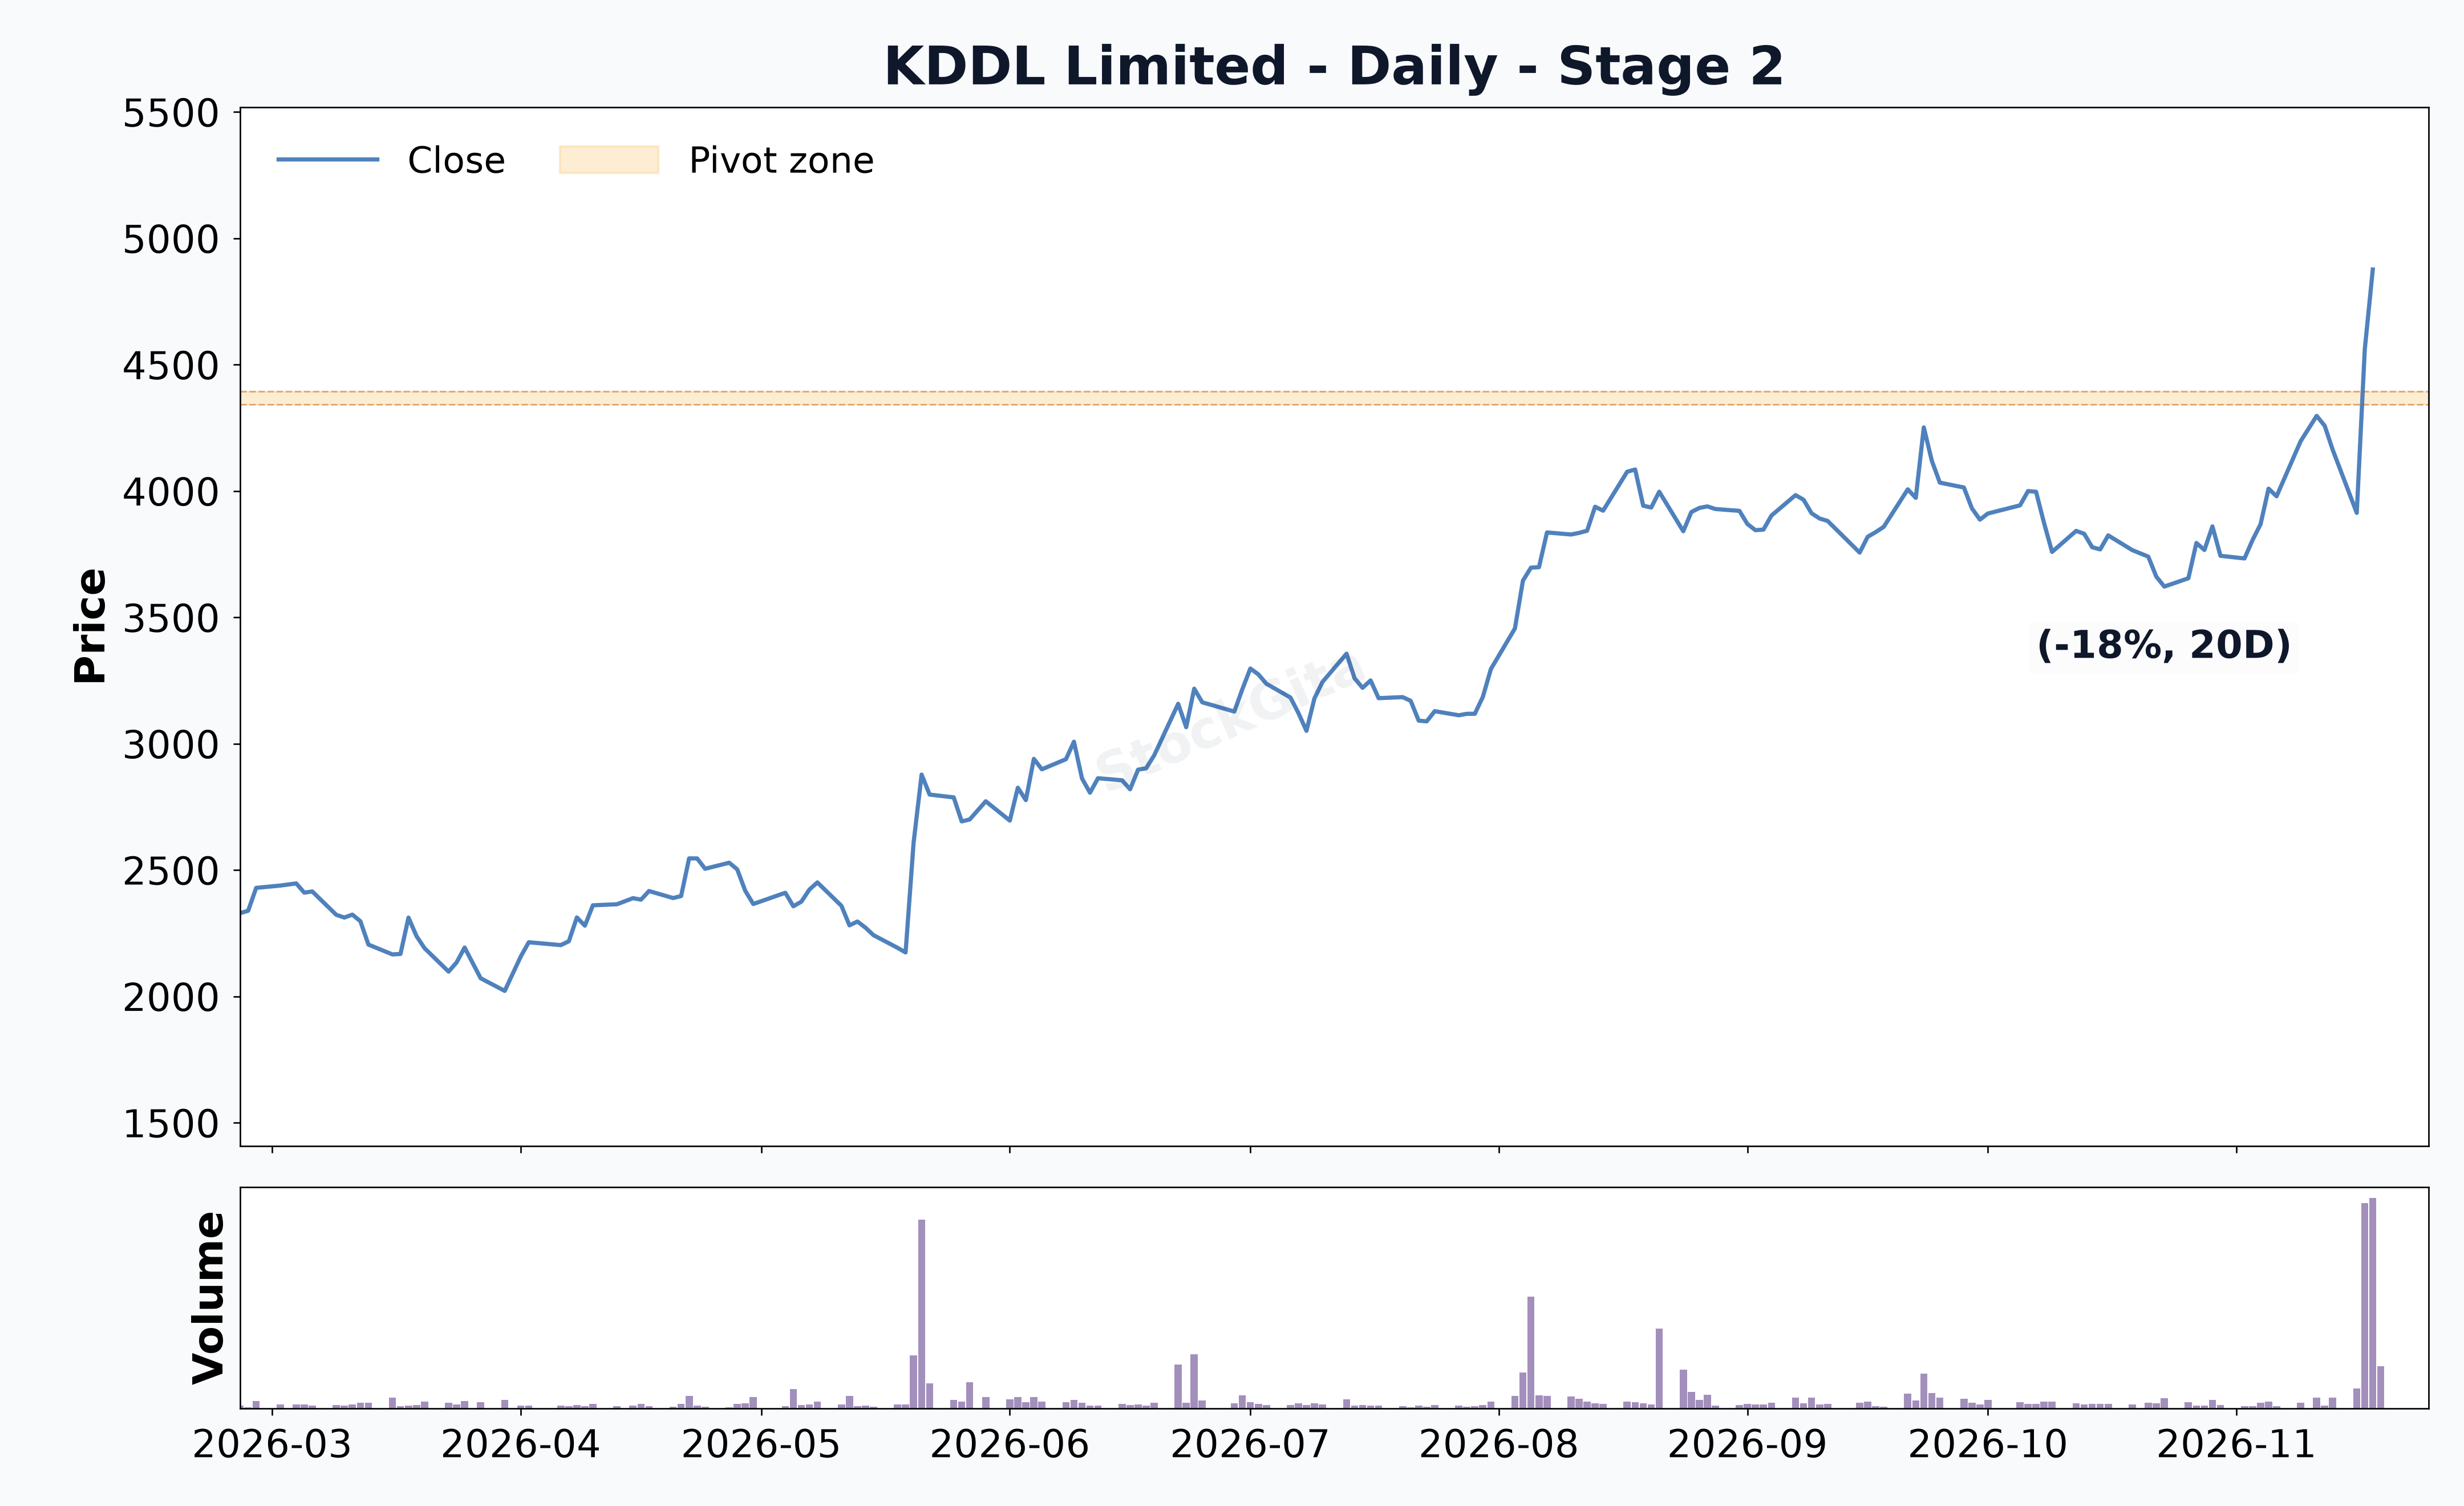 KDDL Limited - Daily - Stage 2
Close
Pivot zone
Price
5500
5000
4500
4000
3500
3000
2500
2000
1500
(-18%, 20D)
StockGita
Volume
2026-03
2026-04
2026-05
2026-06
2026-07
2026-08
2026-09
2026-10
2026-11